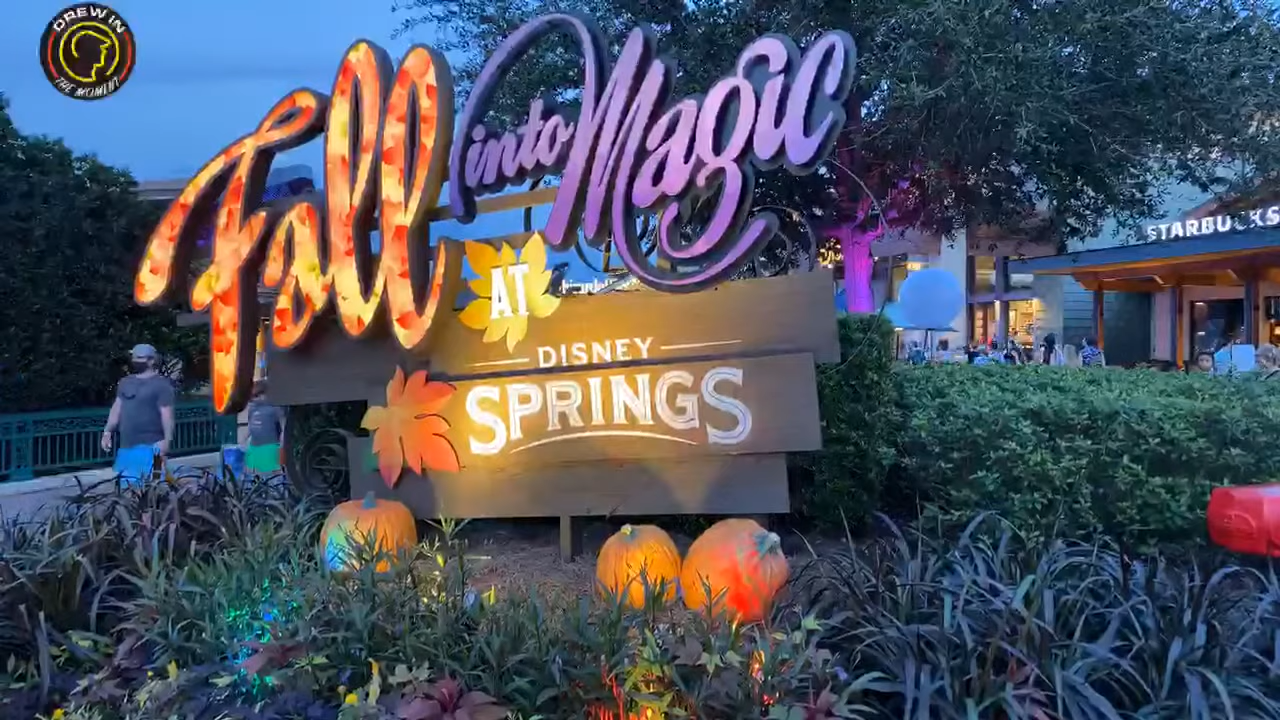 DREW IN
THE MOMENT
Fall into Magic
AT
DISNEY
SPRINGS
STARBUCKS